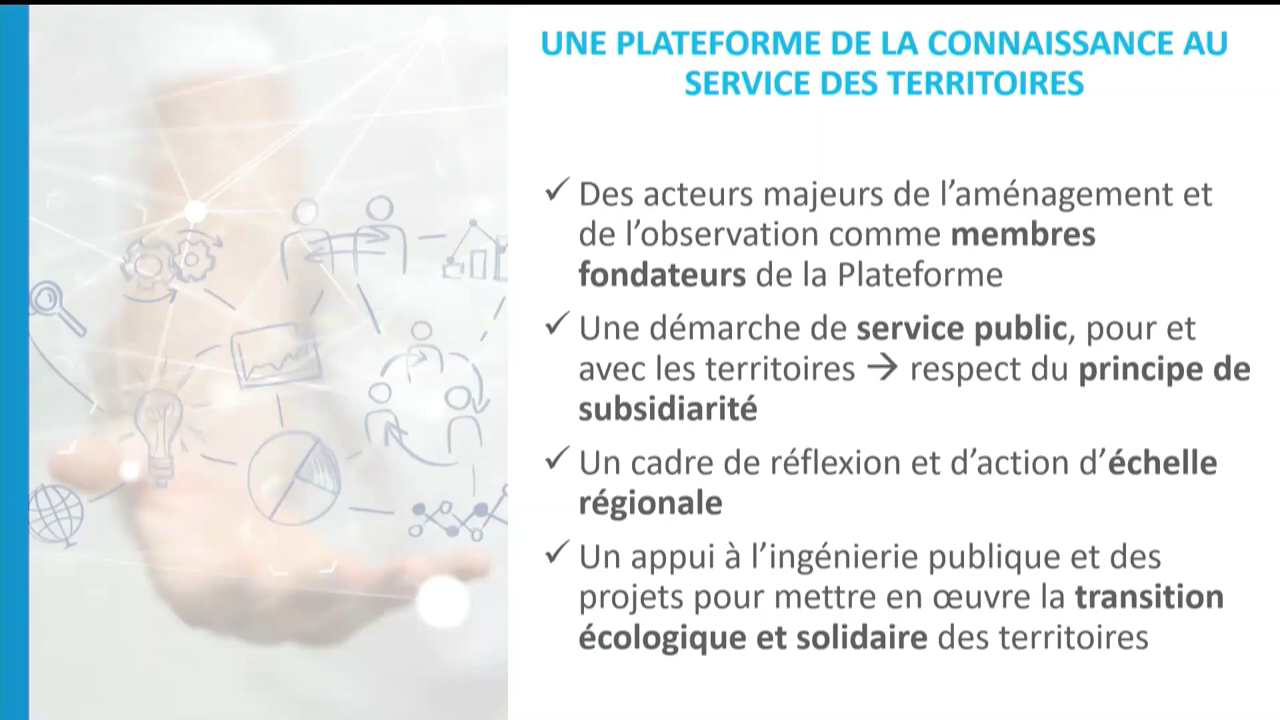 UNE PLATEFORME DE LA CONNAISSANCE AU
SERVICE DES TERRITOIRES
✓ Des acteurs majeurs de l’aménagement et
de l’observation comme membres
fondateurs de la Plateforme
✓ Une démarche de service public, pour et
avec les territoires → respect du principe de
subsidiarité
✓ Un cadre de réflexion et d’action d’échelle
régionale
✓ Un appui à l’ingénierie publique et des
projets pour mettre en œuvre la transition
écologique et solidaire des territoires